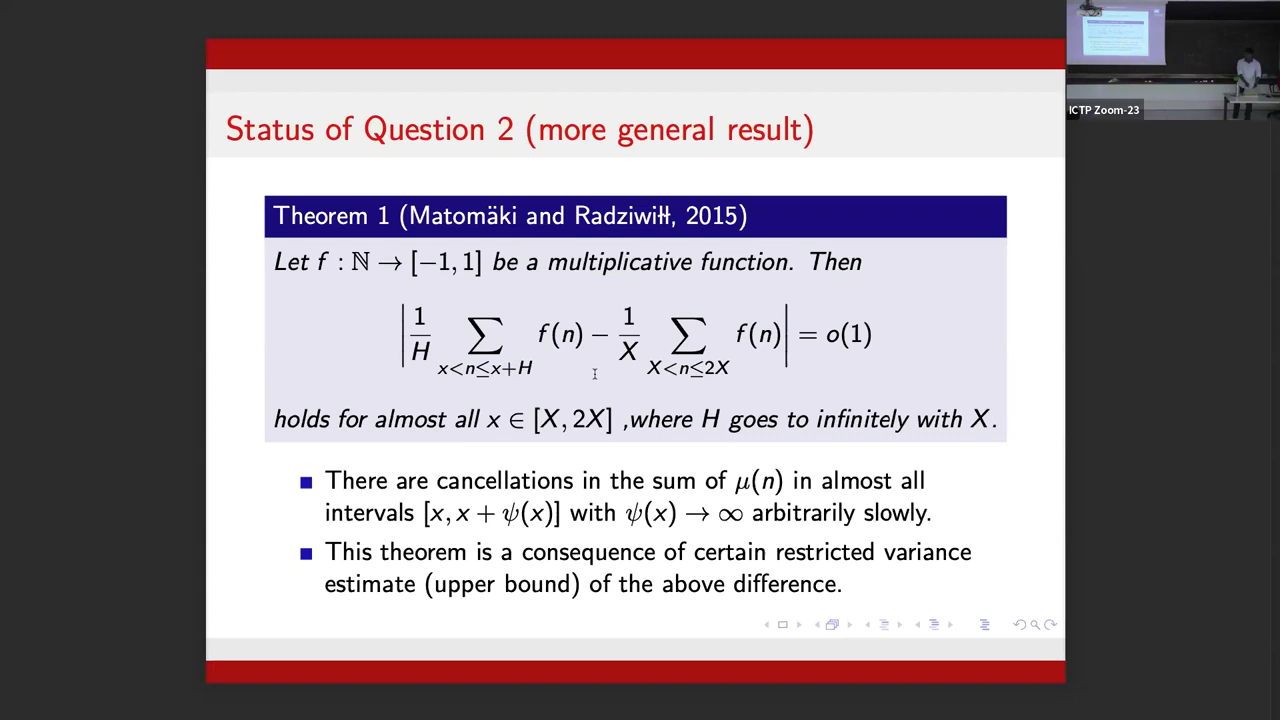 ICTP Zoom-23
Status of Question 2 (more general result)
Theorem 1 (Matomäki and Radziwiłł, 2015)
Let f : ℕ → [−1, 1] be a multiplicative function. Then
| 1/H ∑_{x<n≤x+H} f(n) − 1/X ∑_{X<n≤2X} f(n) | = o(1)
holds for almost all x ∈ [X, 2X] ,where H goes to infinitely with X.
There are cancellations in the sum of μ(n) in almost all
intervals [x, x + ψ(x)] with ψ(x) → ∞ arbitrarily slowly.
This theorem is a consequence of certain restricted variance
estimate (upper bound) of the above difference.